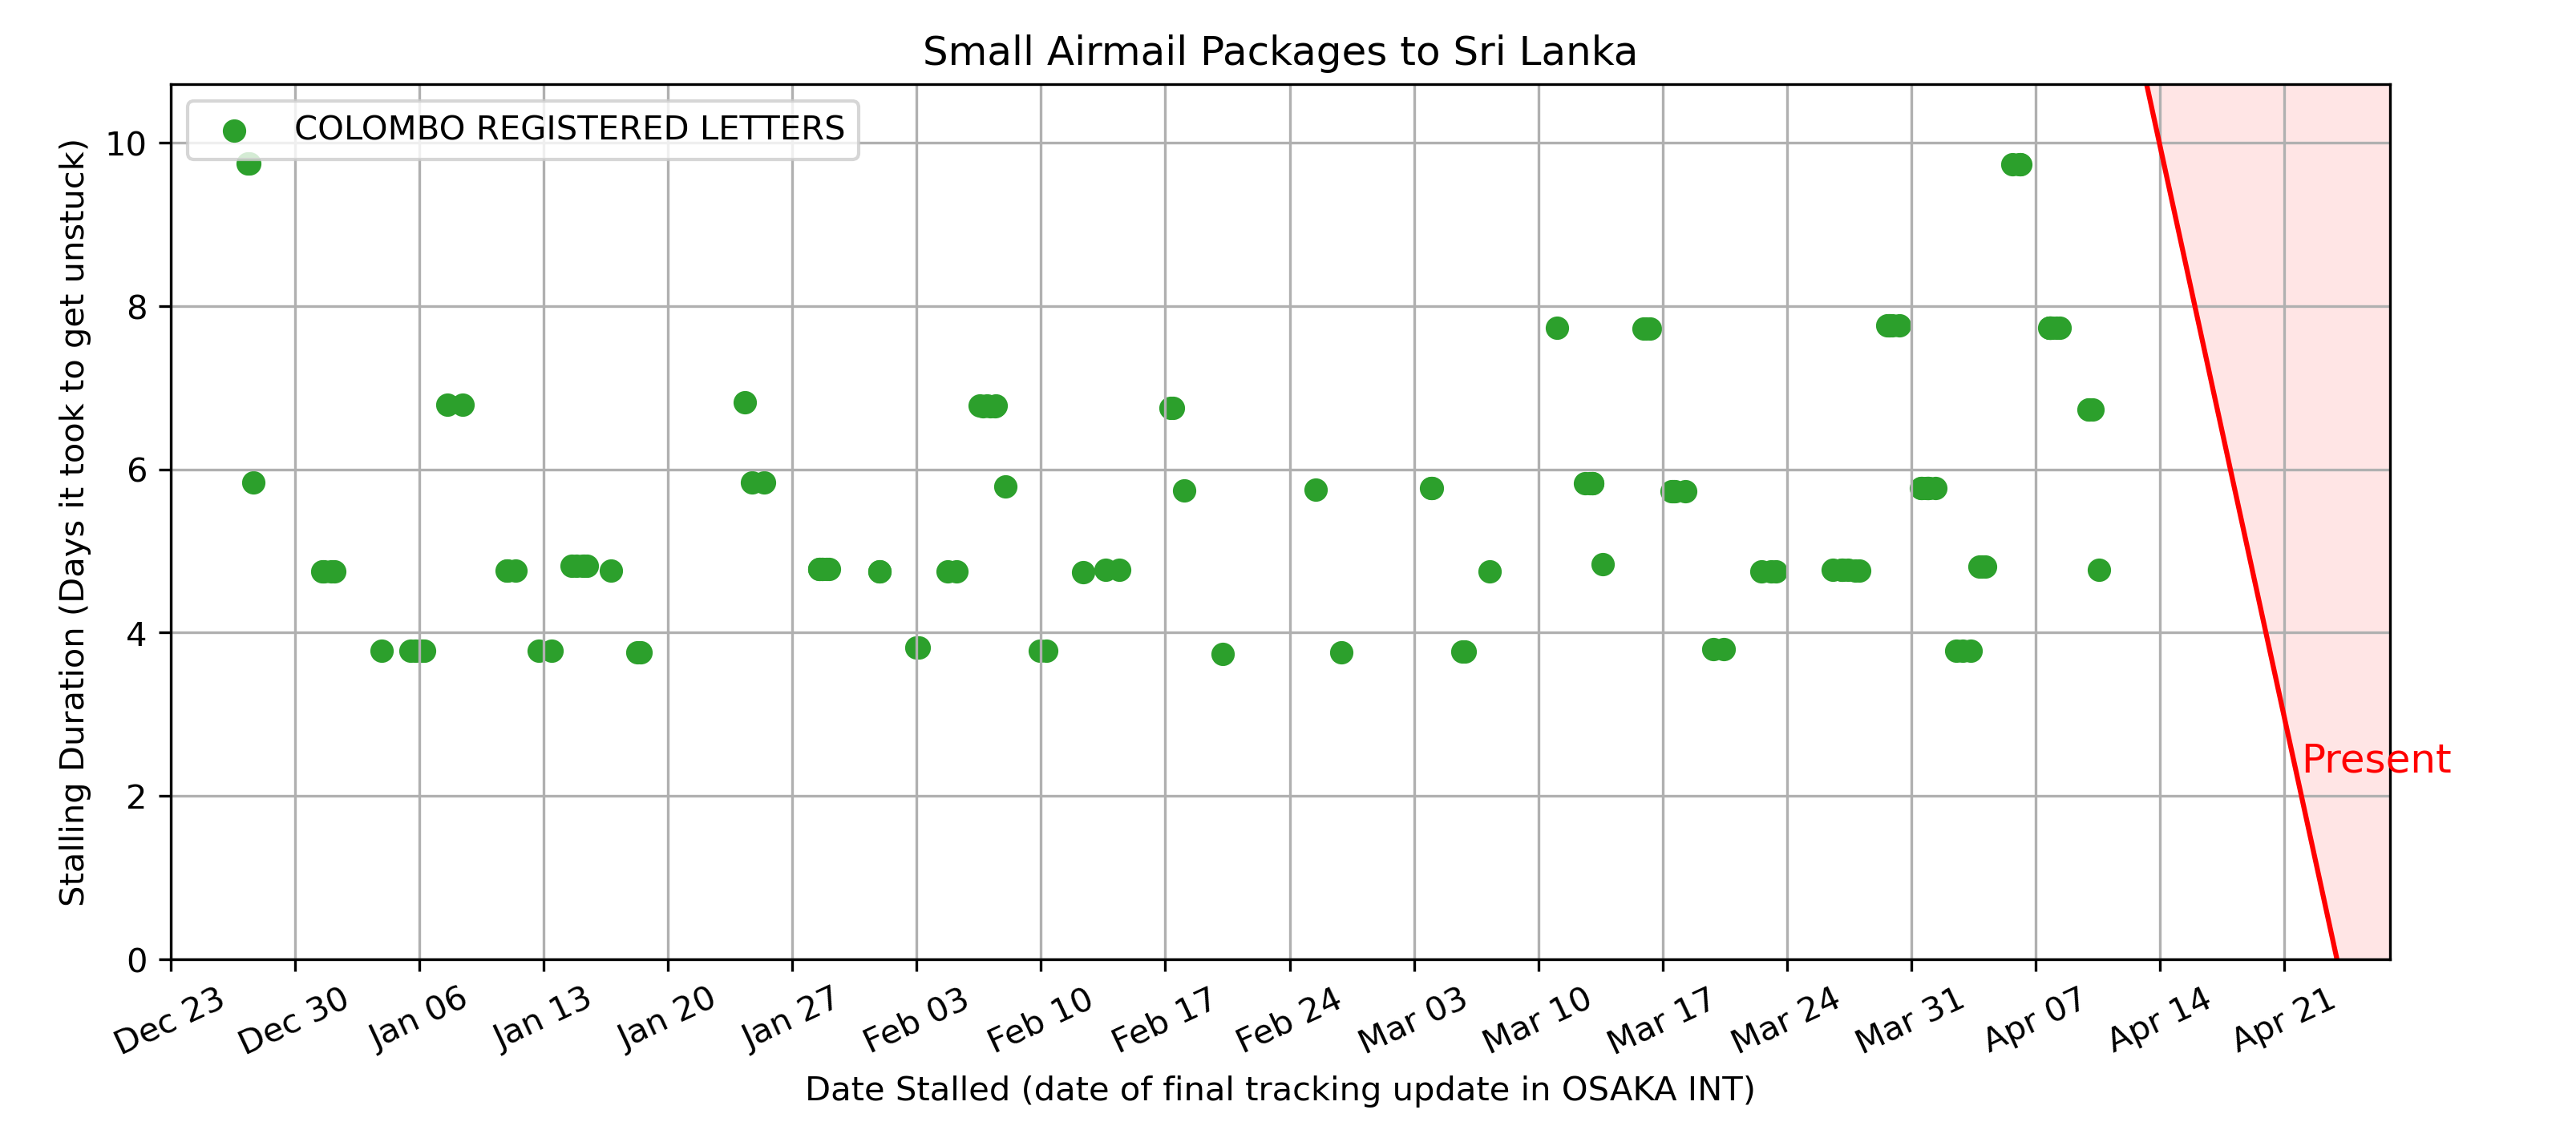 Small Airmail Packages to Sri Lanka
COLOMBO REGISTERED LETTERS
Stalling Duration (Days it took to get unstuck)
10
8
6
4
2
0
Present
Dec 23
Dec 30
Jan 06
Jan 13
Jan 20
Jan 27
Feb 03
Feb 10
Feb 17
Feb 24
Mar 03
Mar 10
Mar 17
Mar 24
Mar 31
Apr 07
Apr 14
Apr 21
Date Stalled (date of final tracking update in OSAKA INT)